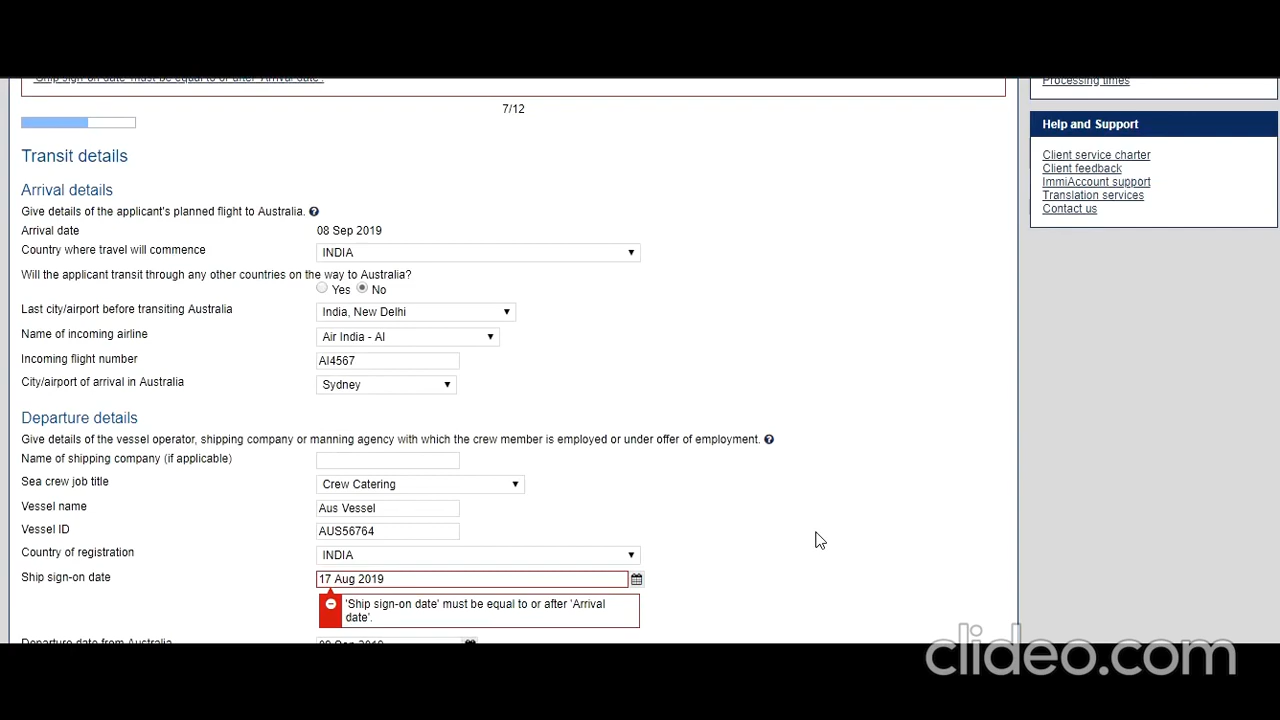 'Ship sign-on date' must be equal to or after 'Arrival date'.
Processing times
7/12
Help and Support
Transit details
Client service charter
Client feedback
ImmiAccount support
Translation services
Contact us
Arrival details
Give details of the applicant's planned flight to Australia.
Arrival date 08 Sep 2019
Country where travel will commence INDIA
Will the applicant transit through any other countries on the way to Australia?
Yes No
Last city/airport before transiting Australia India, New Delhi
Name of incoming airline Air India - AI
Incoming flight number AI4567
City/airport of arrival in Australia Sydney
Departure details
Give details of the vessel operator, shipping company or manning agency with which the crew member is employed or under offer of employment.
Name of shipping company (if applicable)
Sea crew job title Crew Catering
Vessel name Aus Vessel
Vessel ID AUS56764
Country of registration INDIA
Ship sign-on date 17 Aug 2019
'Ship sign-on date' must be equal to or after 'Arrival
date'.
Departure date from Australia 08 Sep 2019
clideo.com